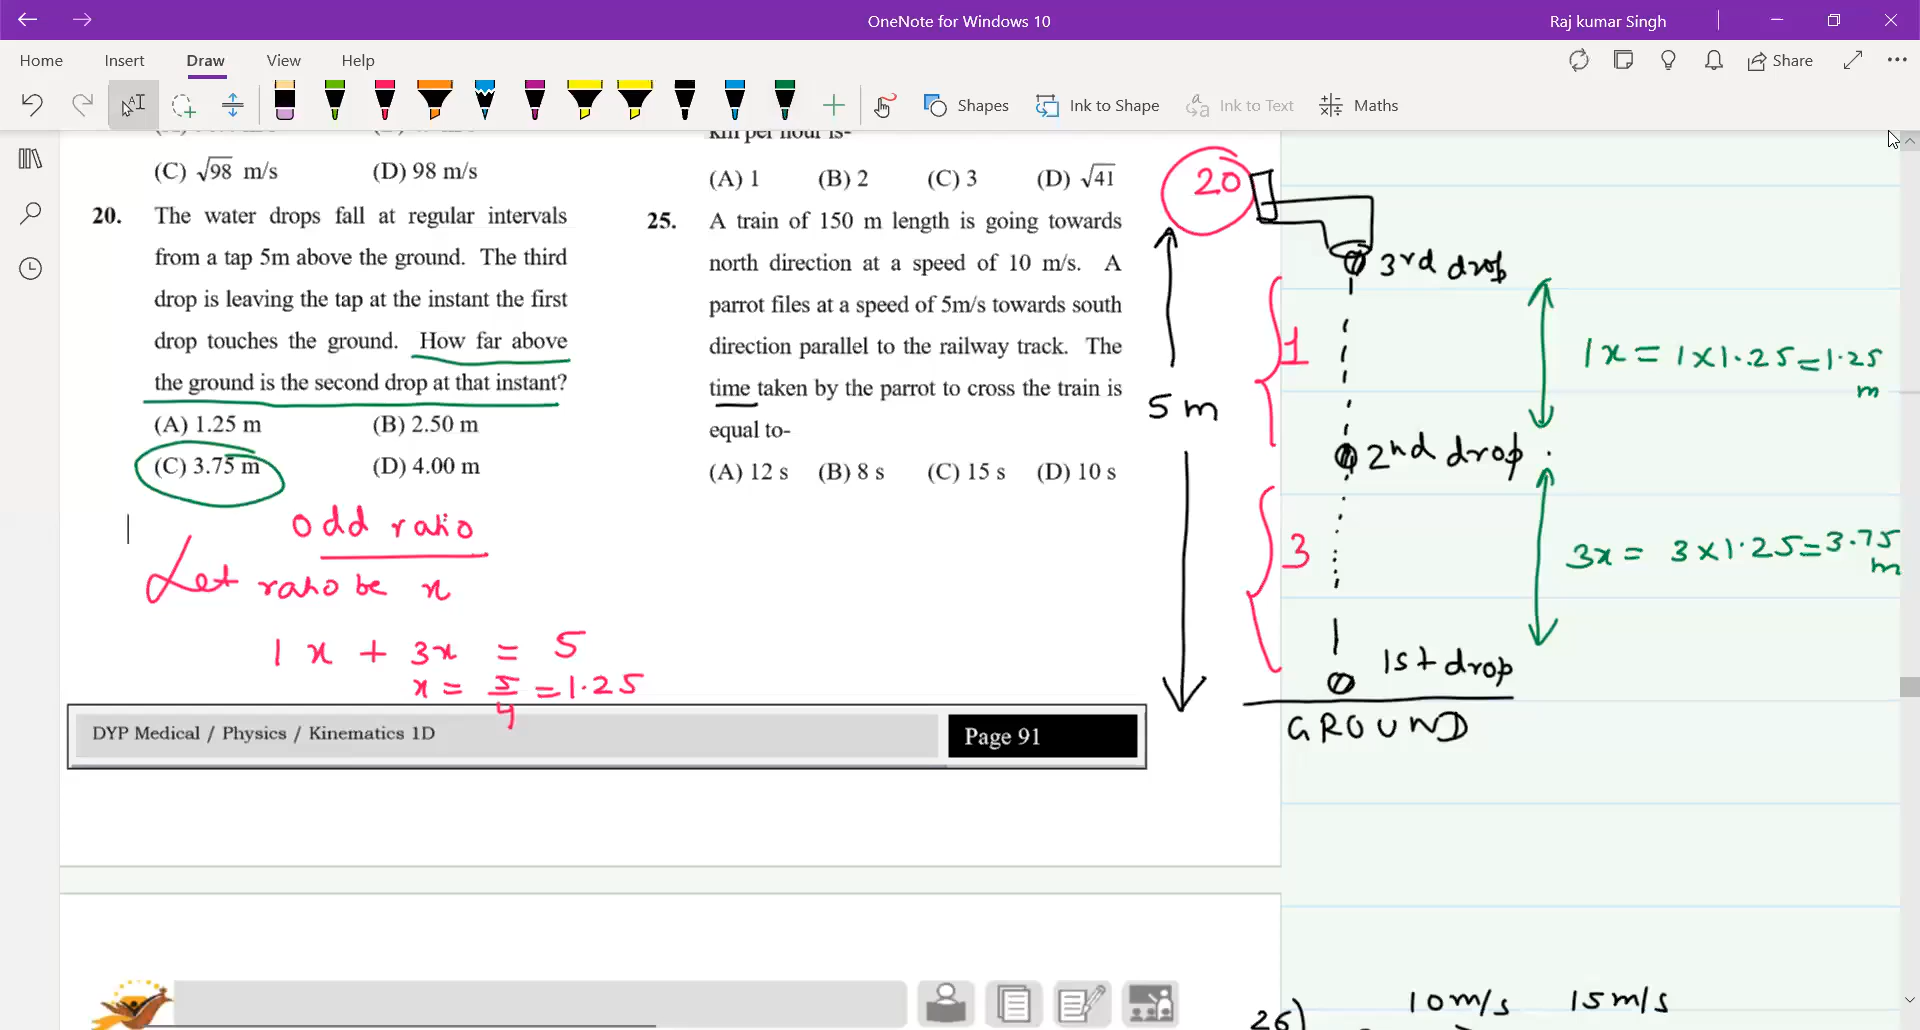 OneNote for Windows 10
Raj kumar Singh
Home Insert Draw View Help
Share
Shapes Ink to Shape Ink to Text Maths
km per hour is-
(C) √98 m/s (D) 98 m/s
(A) 1 (B) 2 (C) 3 (D) √41
20. The water drops fall at regular intervals
from a tap 5m above the ground. The third
drop is leaving the tap at the instant the first
drop touches the ground. How far above
the ground is the second drop at that instant?
(A) 1.25 m (B) 2.50 m
(C) 3.75 m (D) 4.00 m
Odd ratio
Let ratio be x
1x + 3x = 5
x = 5/4 = 1.25
25. A train of 150 m length is going towards
north direction at a speed of 10 m/s. A
parrot files at a speed of 5m/s towards south
direction parallel to the railway track. The
time taken by the parrot to cross the train is
equal to-
(A) 12 s (B) 8 s (C) 15 s (D) 10 s
DYP Medical / Physics / Kinematics 1D
Page 91
20
3rd drop
1
1x = 1x1.25=1.25
m
5 m
2nd drop
3
3x = 3x1.25=3.75
m
1st drop
GROUND
26)
10m/s 15m/s